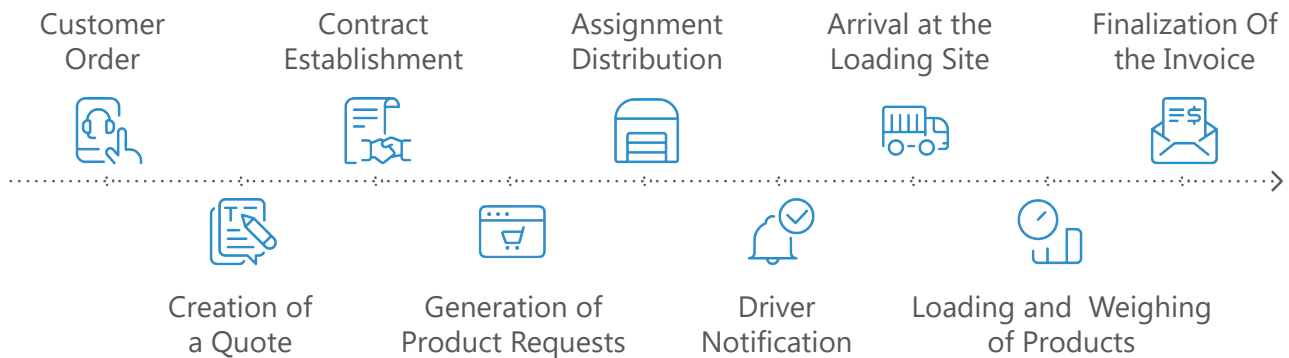 Customer
Order
Contract
Establishment
Assignment
Distribution
Arrival at the
Loading Site
Finalization Of
the Invoice
Creation of
a Quote
Generation of
Product Requests
Driver
Notification
Loading and  Weighing
of Products